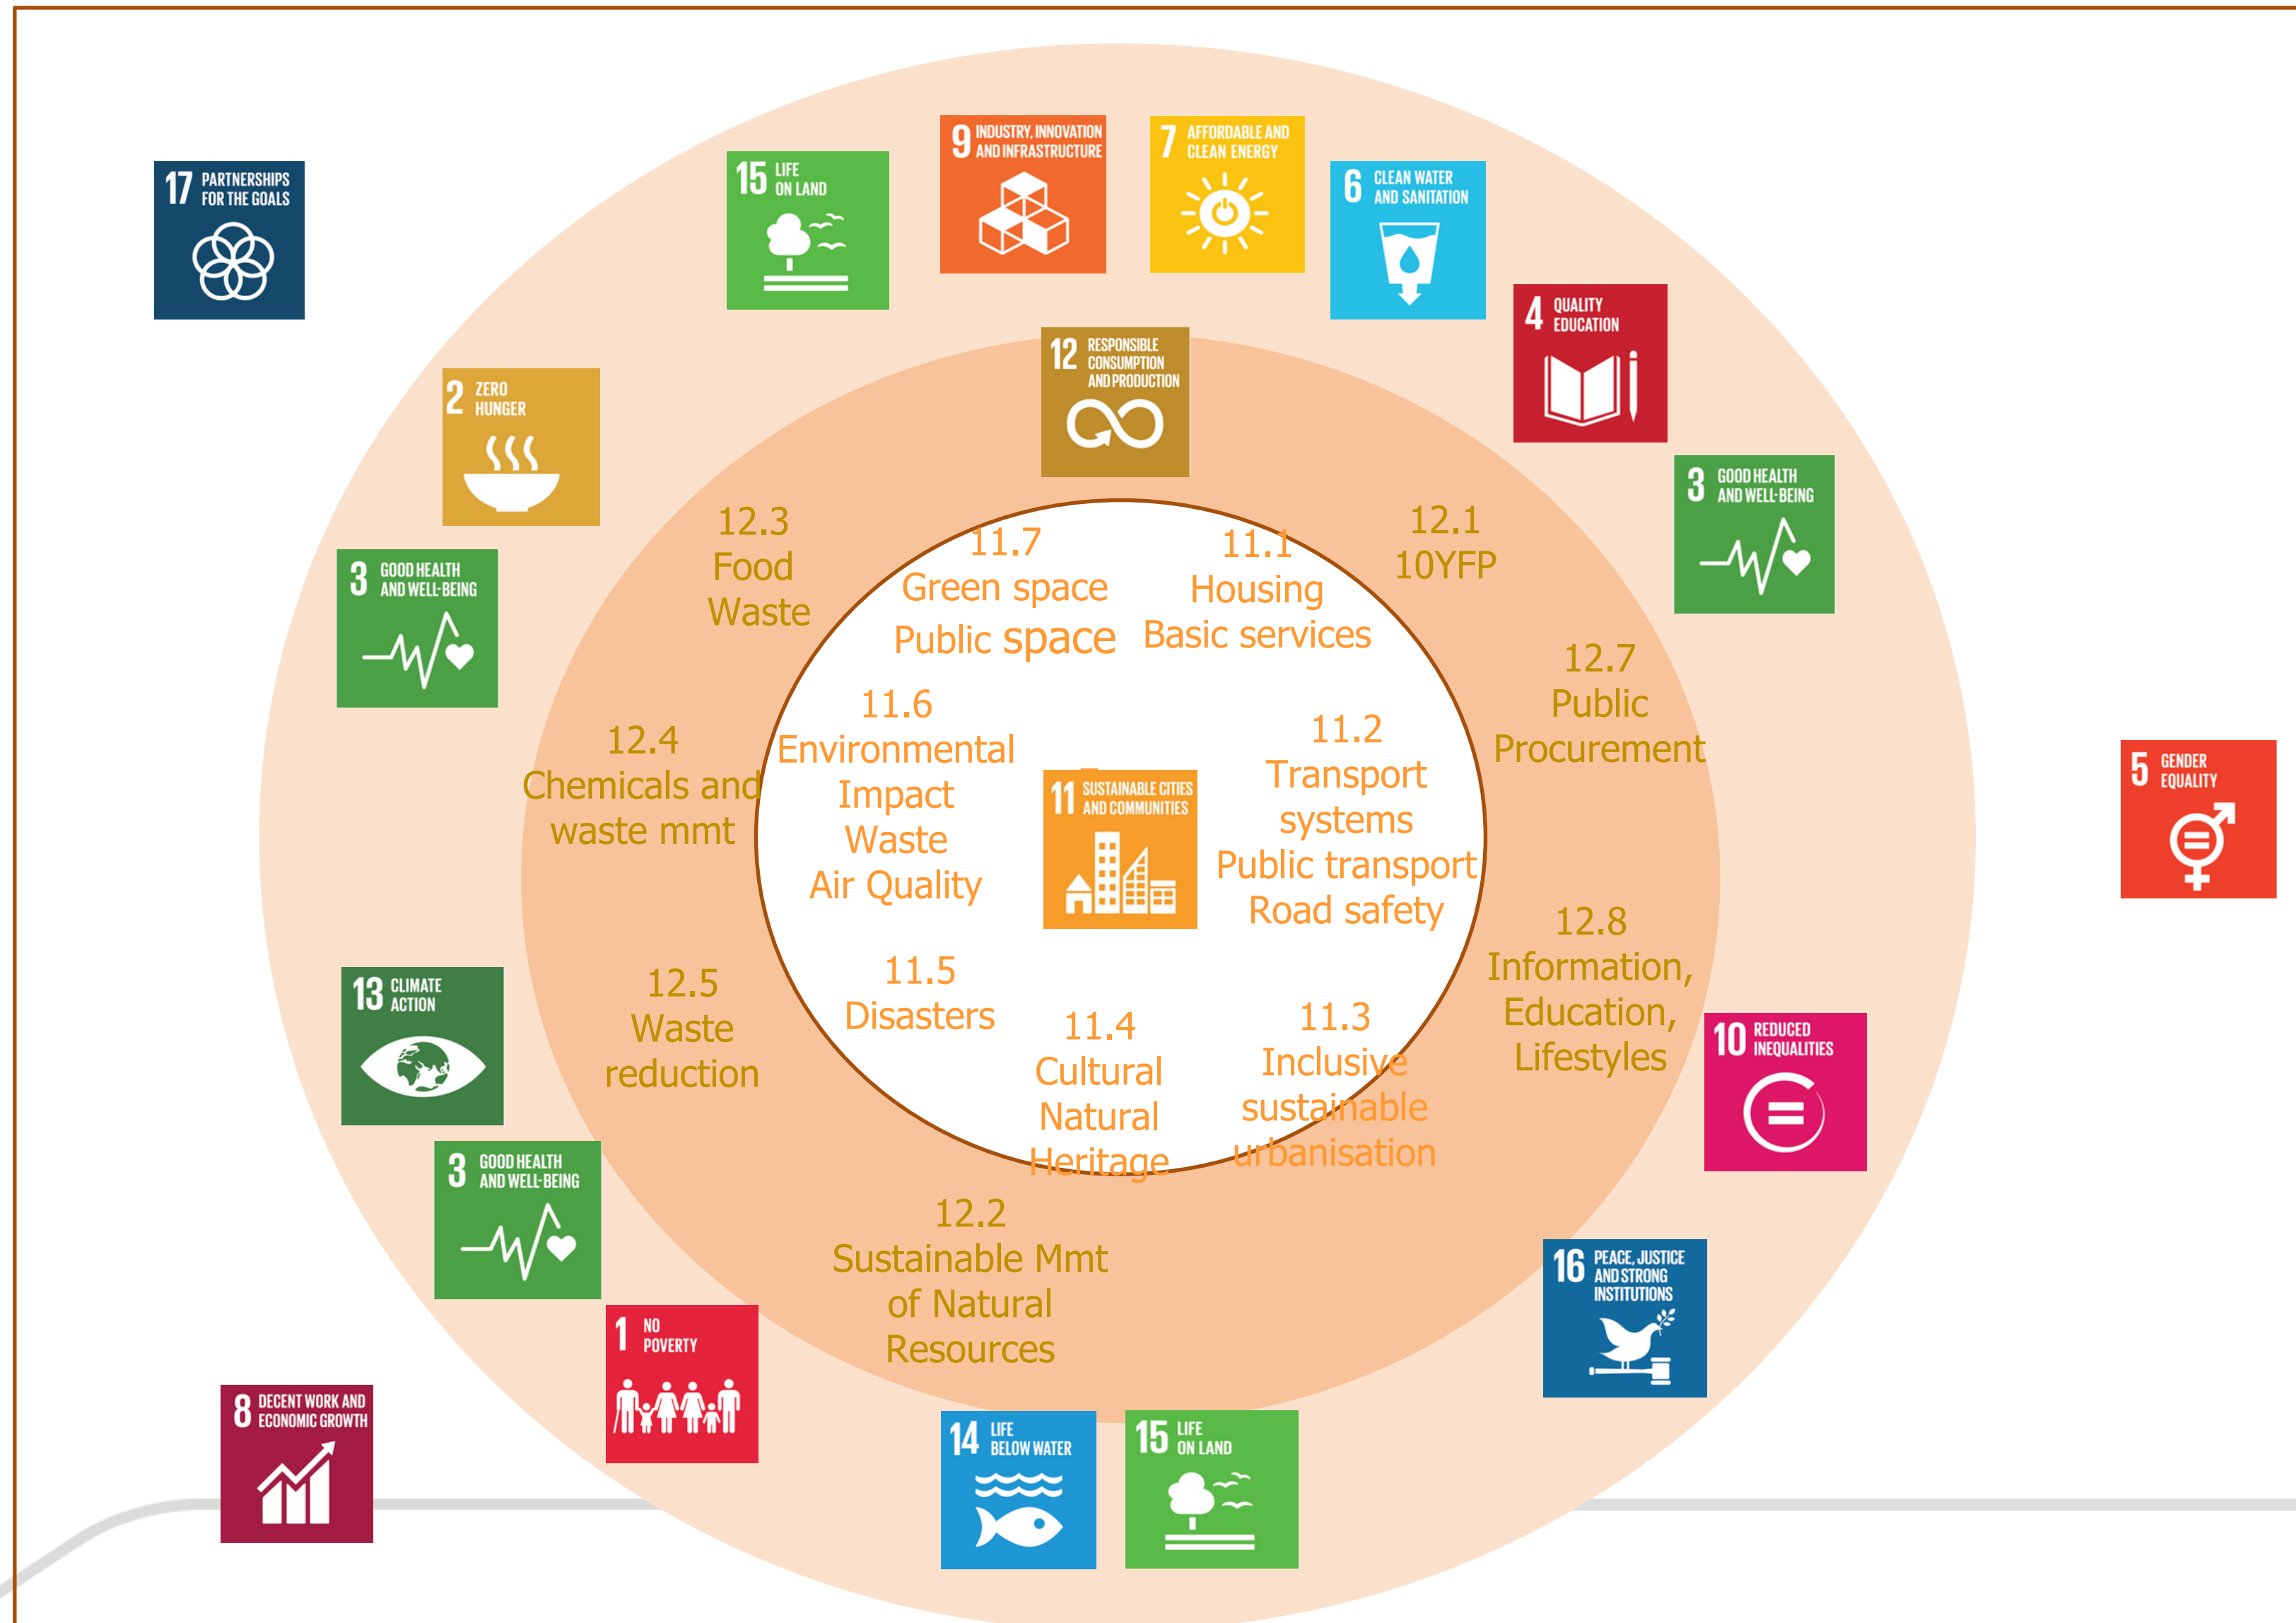 17 PARTNERSHIPS
FOR THE GOALS
15 LIFE
ON LAND
9 INDUSTRY, INNOVATION
AND INFRASTRUCTURE
7 AFFORDABLE AND
CLEAN ENERGY
6 CLEAN WATER
AND SANITATION
4 QUALITY
EDUCATION
2 ZERO
HUNGER
12 RESPONSIBLE
CONSUMPTION
AND PRODUCTION
3 GOOD HEALTH
AND WELL-BEING
3 GOOD HEALTH
AND WELL-BEING
12.3
Food
Waste
11.7
Green space
Public space
11.1
Housing
Basic services
12.1
10YFP
12.7
Public
Procurement
12.4
Chemicals and
waste mmt
11.6
Environmental
Impact
Waste
Air Quality
11 SUSTAINABLE CITIES
AND COMMUNITIES
11.2
Transport
systems
Public transport
Road safety
5 GENDER
EQUALITY
13 CLIMATE
ACTION
12.5
Waste
reduction
11.5
Disasters
11.4
Cultural
Natural
Heritage
11.3
Inclusive
sustainable
urbanisation
12.8
Information,
Education,
Lifestyles
10 REDUCED
INEQUALITIES
3 GOOD HEALTH
AND WELL-BEING
12.2
Sustainable Mmt
of Natural
Resources
16 PEACE, JUSTICE
AND STRONG
INSTITUTIONS
1 NO
POVERTY
8 DECENT WORK AND
ECONOMIC GROWTH
14 LIFE
BELOW WATER
15 LIFE
ON LAND